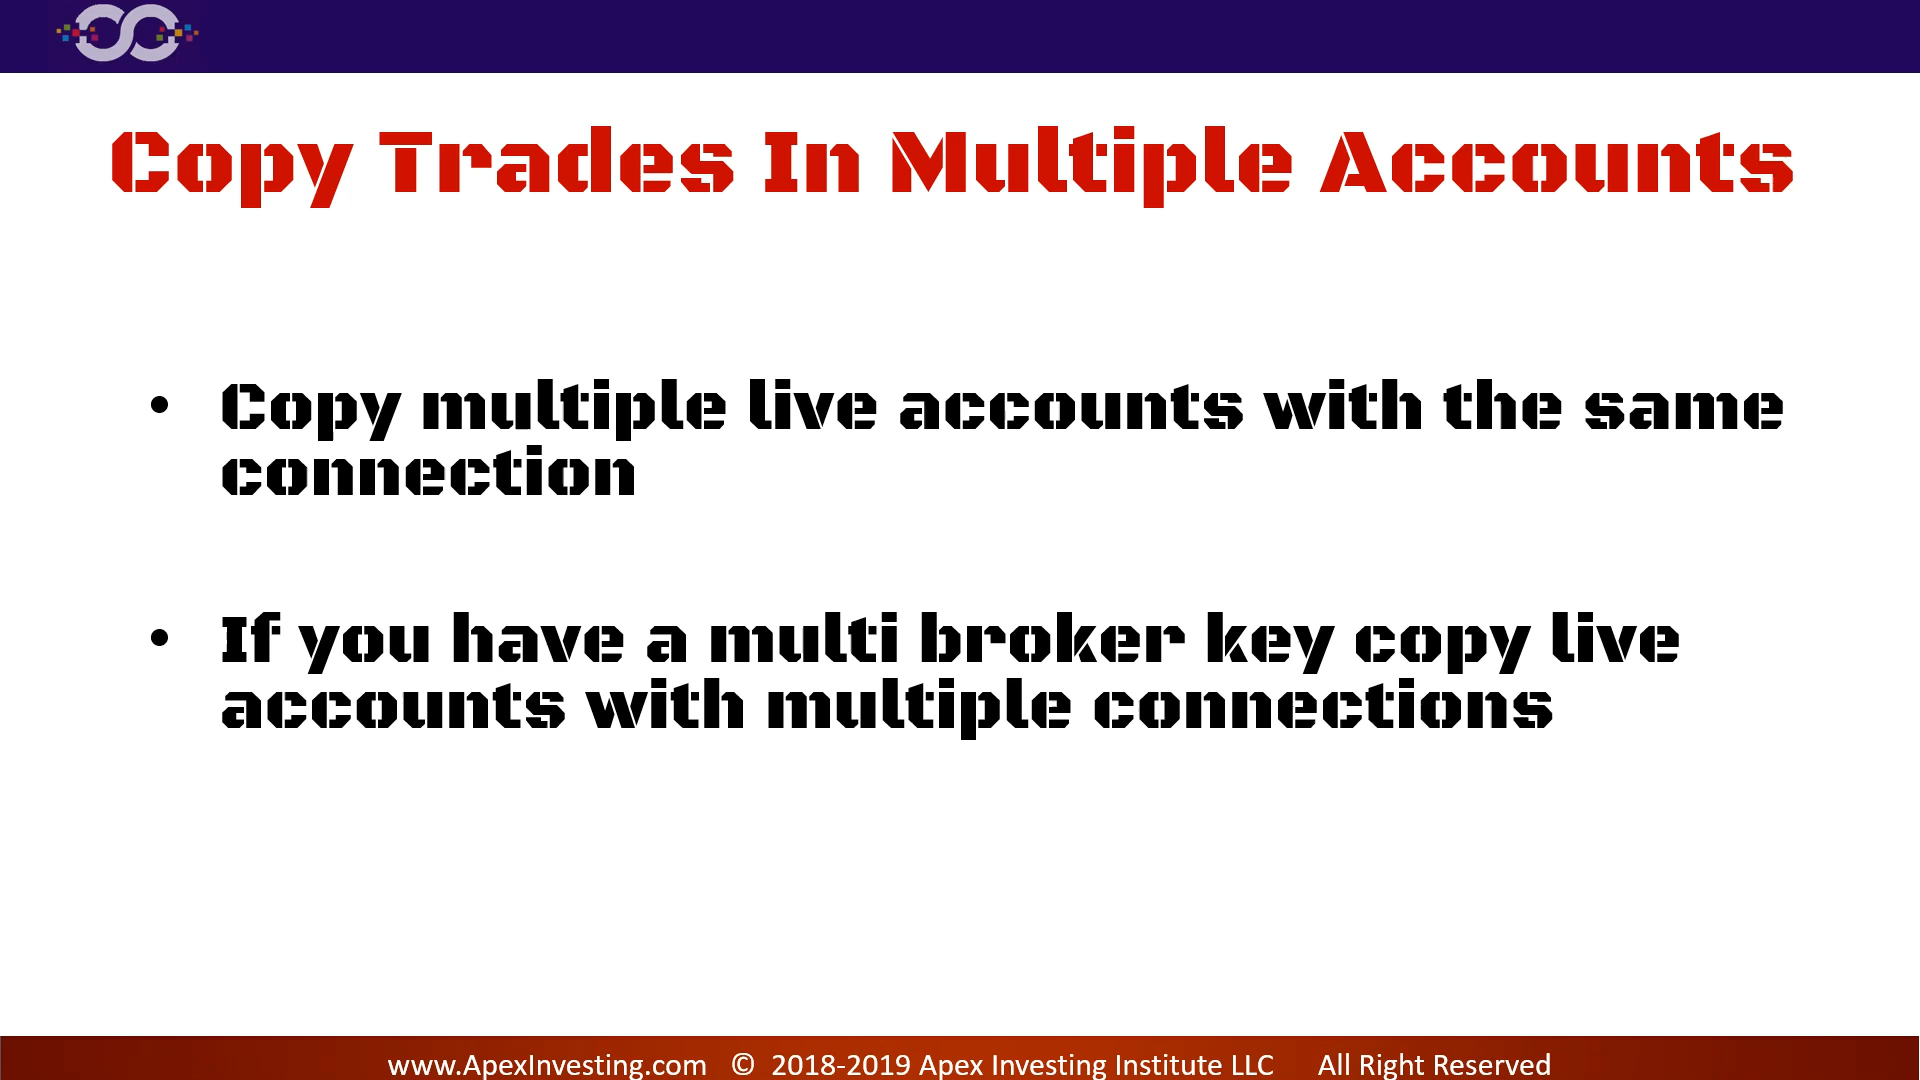 Copy Trades In Multiple Accounts
• Copy multiple live accounts with the same
connection
• If you have a multi broker key copy live
accounts with multiple connections
www.ApexInvesting.com © 2018-2019 Apex Investing Institute LLC All Right Reserved